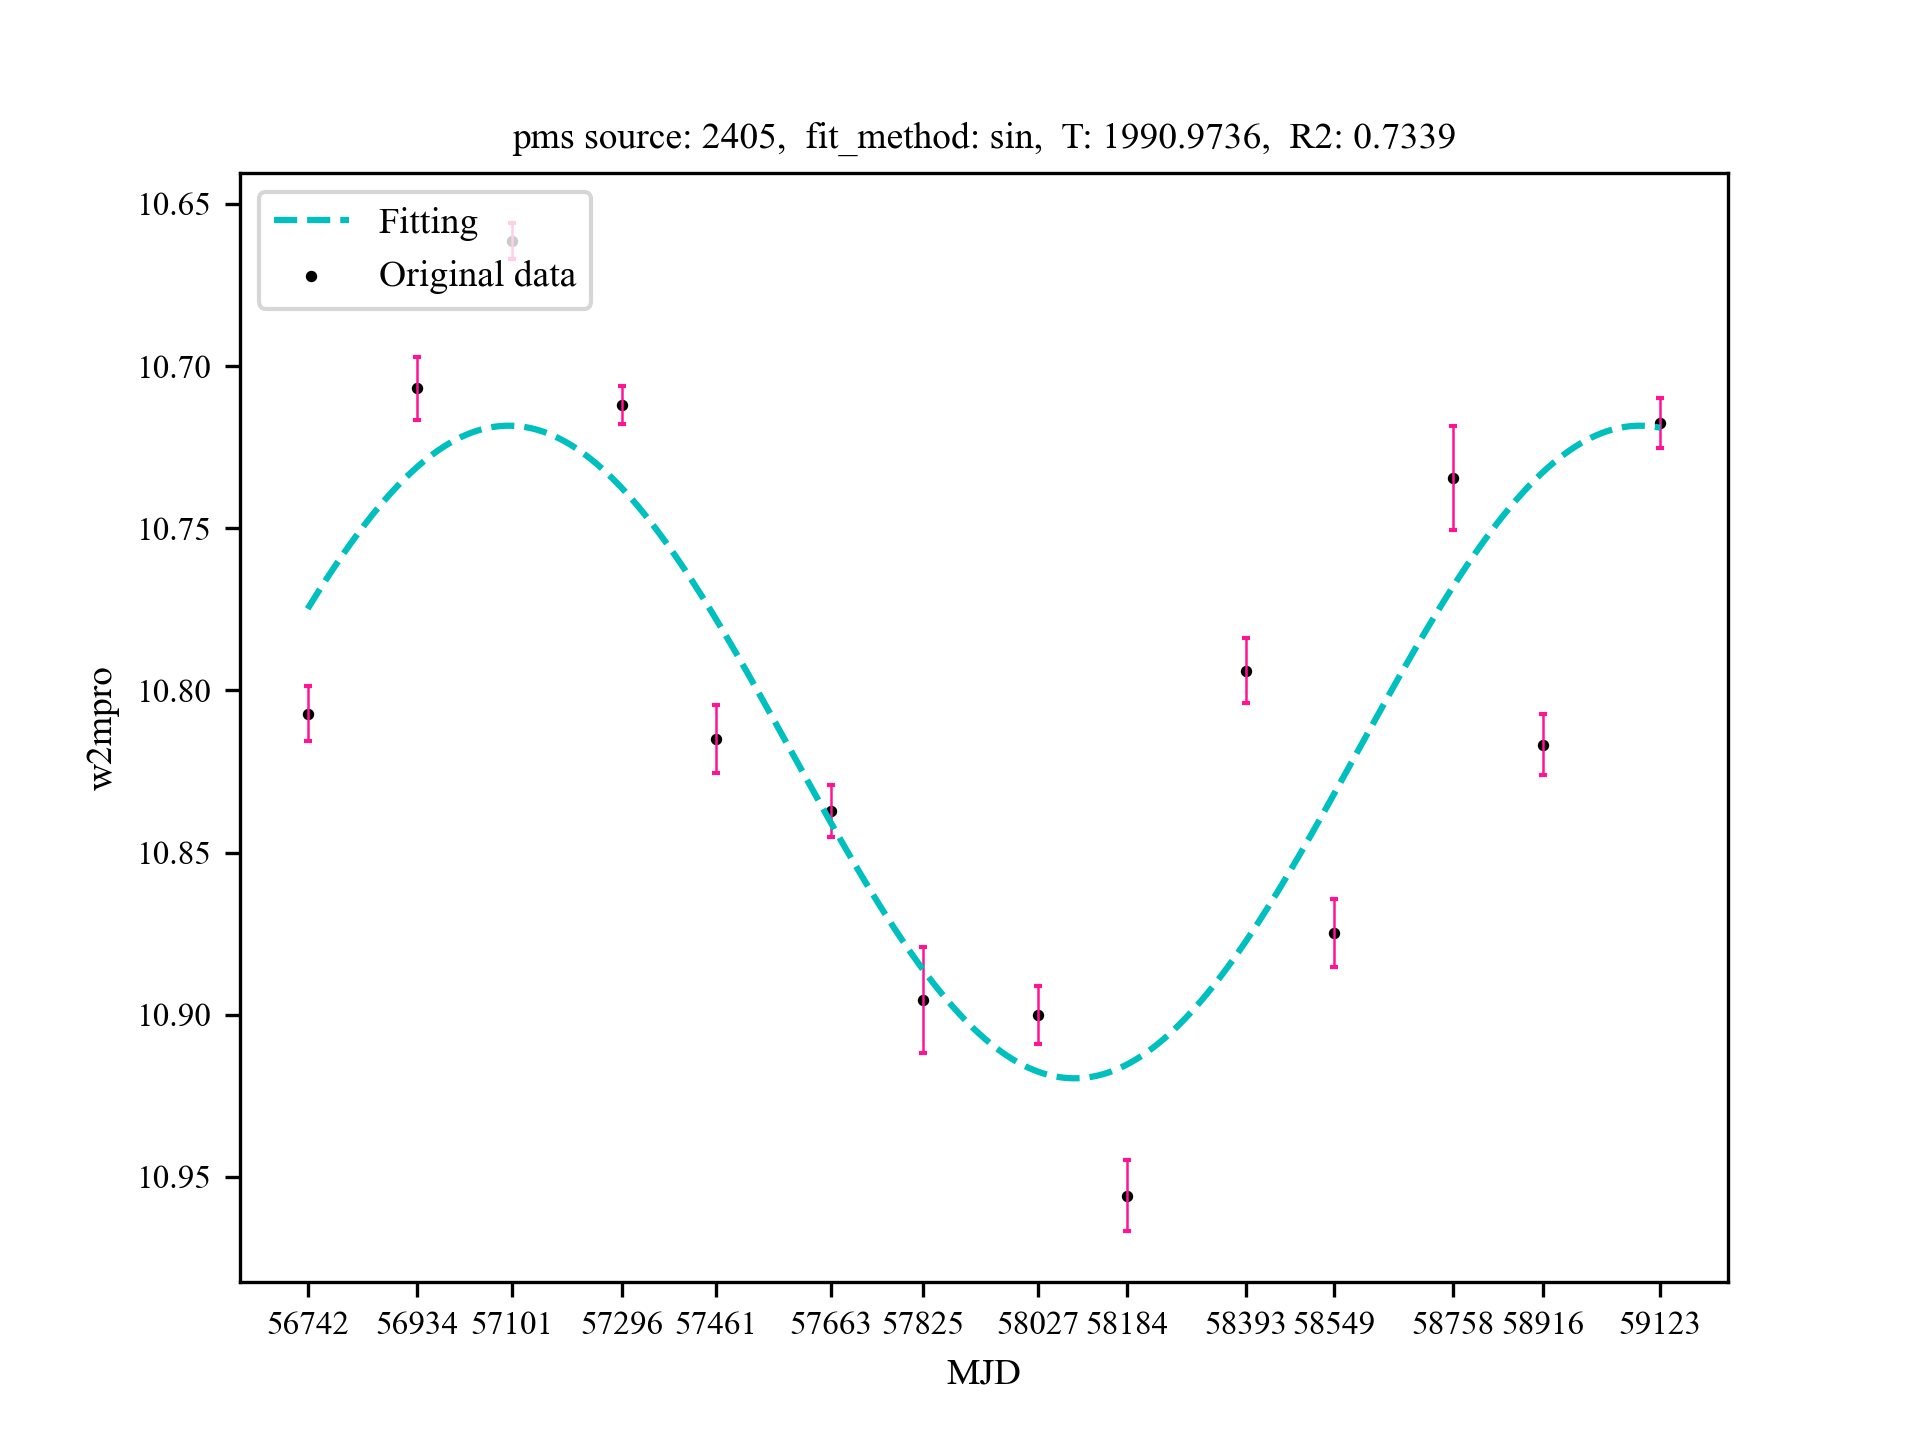 pms source: 2405,  fit_method: sin,  T: 1990.9736,  R2: 0.7339
Fitting
Original data
10.65
10.70
10.75
10.80
10.85
10.90
10.95
w2mpro
56742 56934 57101 57296 57461 57663 57825 58027 58184 58393 58549 58758 58916 59123
MJD